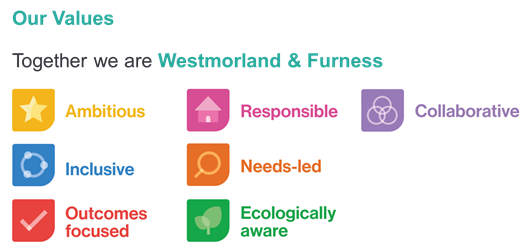 Our Values
Together we are Westmorland & Furness
Ambitious
Responsible
Collaborative
Inclusive
Needs-led
Outcomes
focused
Ecologically
aware